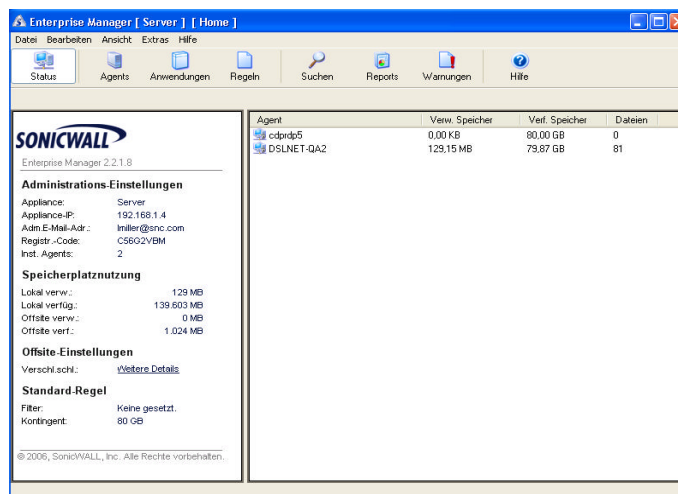 Enterprise Manager [ Server ] [ Home ]
Datei Bearbeiten Ansicht Extras Hilfe
Status Agents Anwendungen Regeln Suchen Reports Warnungen Hilfe
SONICWALL
Enterprise Manager 2.2.1.8
Administrations-Einstellungen
Appliance: Server
Appliance-IP: 192.168.1.4
Adm.E-Mail-Adr.: lmiller@snc.com
Registr.-Code: C56G2VBM
Inst. Agents: 2
Speicherplatznutzung
Lokal verw.: 129 MB
Lokal verfüg.: 139.603 MB
Offsite verw.: 0 MB
Offsite verf.: 1.024 MB
Offsite-Einstellungen
Verschl.schl.: Weitere Details
Standard-Regel
Filter: Keine gesetzt.
Kontingent: 80 GB
© 2006, SonicWALL, Inc. Alle Rechte vorbehalten.
Agent Verw. Speicher Verf. Speicher Dateien
cdprdp5 0,00 KB 80,00 GB 0
DSLNET-QA2 129,15 MB 79,87 GB 81